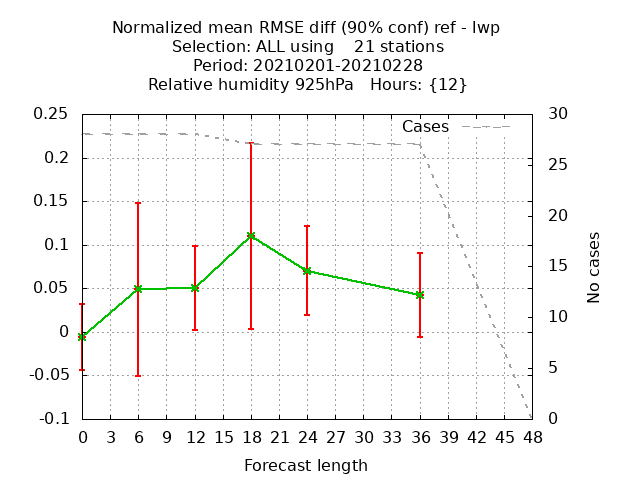 Normalized mean RMSE diff (90% conf) ref - lwp
Selection: ALL using    21 stations
Period: 20210201-20210228
Relative humidity 925hPa   Hours: {12}
Cases
0.25
0.2
0.15
0.1
0.05
0
-0.05
-0.1
30
25
20
15
10
5
0
No cases
0 3 6 9 12 15 18 21 24 27 30 33 36 39 42 45 48
Forecast length